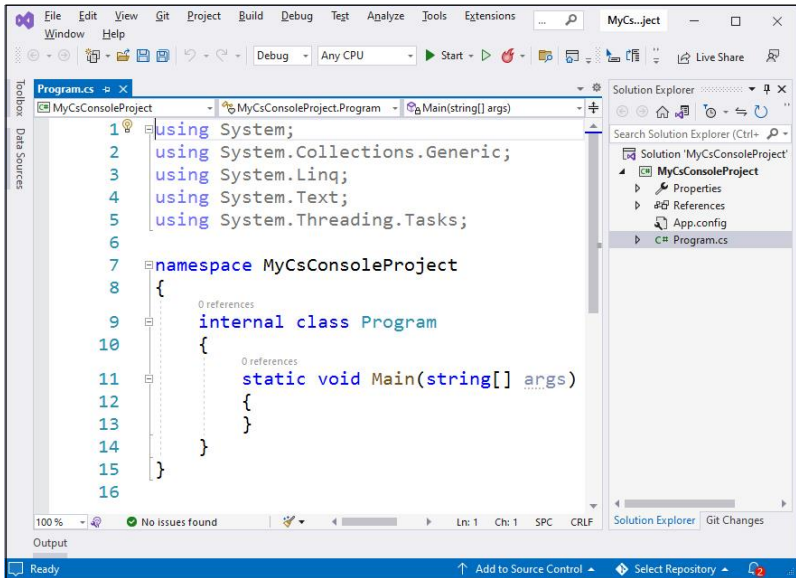 File Edit View Git Project Build Debug Test Analyze Tools Extensions ... MyCs...ject
Window Help
Debug Any CPU Start Live Share
Toolbox
Data Sources
Program.cs
MyCsConsoleProject MyCsConsoleProject.Program Main(string[] args)
1 using System;
2 using System.Collections.Generic;
3 using System.Linq;
4 using System.Text;
5 using System.Threading.Tasks;
6
7 namespace MyCsConsoleProject
8 {
0 references
9 internal class Program
10 {
0 references
11 static void Main(string[] args)
12 {
13 }
14 }
15 }
16
100 % No issues found Ln: 1 Ch: 1 SPC CRLF
Output
Solution Explorer
Search Solution Explorer (Ctrl+
Solution 'MyCsConsoleProject'
C# MyCsConsoleProject
Properties
References
App.config
C# Program.cs
Solution Explorer Git Changes
Ready Add to Source Control Select Repository 2